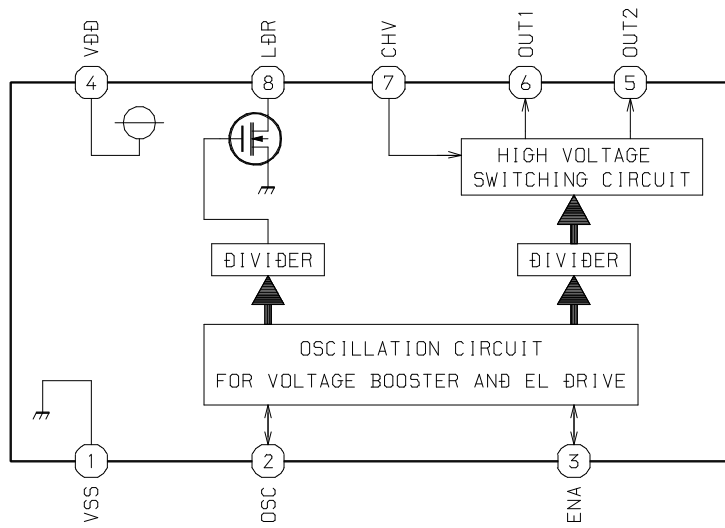 VDD
LDR
CHV
OUT1
OUT2
4
8
7
6
5
HIGH VOLTAGE
SWITCHING CIRCUIT
DIVIDER
DIVIDER
OSCILLATION CIRCUIT
FOR VOLTAGE BOOSTER AND EL DRIVE
1
2
3
VSS
OSC
ENA